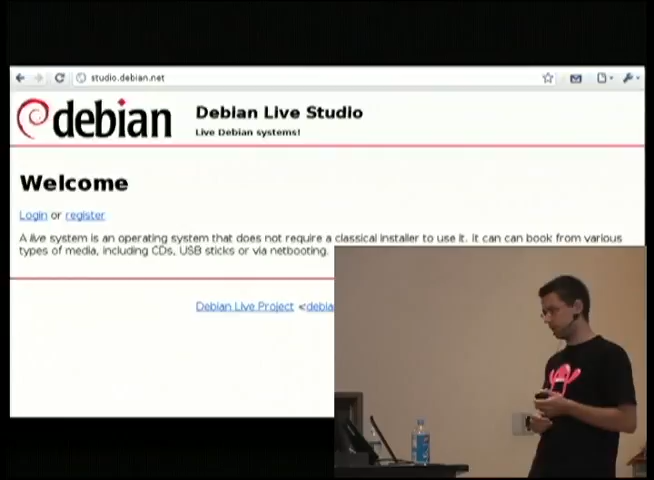 studio.debian.net
debian
Debian Live Studio
Live Debian systems!
Welcome
Login or register
A live system is an operating system that does not require a classical installer to use it. It can can book from various
types of media, including CDs, USB sticks or via netbooting.
Debian Live Project <debia